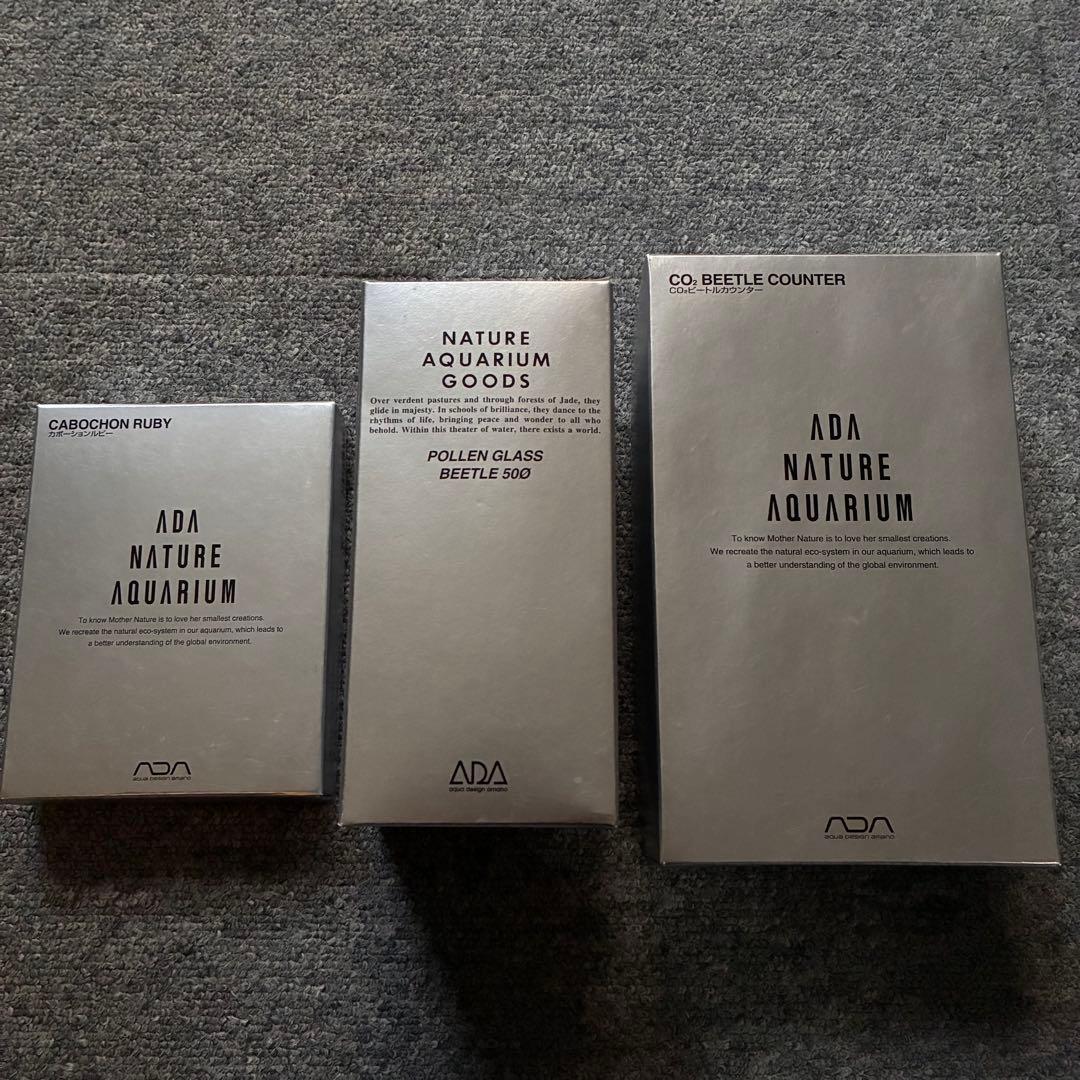 CABOCHON RUBY
カボーションルビー
ADA
NATURE
AQUARIUM
To know Mother Nature is to love her smallest creations.
We recreate the natural eco-system in our aquarium, which leads to
a better understanding of the global environment.
ADA
aqua design amano
NATURE
AQUARIUM
GOODS
Over verdent pastures and through forests of Jade, they
glide in majesty. In schools of brilliance, they dance to the
rhythms of life, bringing peace and wonder to all who
behold. Within this theater of water, there exists a world.
POLLEN GLASS
BEETLE 50Ø
ADA
aqua design amano
CO₂ BEETLE COUNTER
CO₂ビートルカウンター
ADA
NATURE
AQUARIUM
To know Mother Nature is to love her smallest creations.
We recreate the natural eco-system in our aquarium, which leads to
a better understanding of the global environment.
ADA
aqua design amano